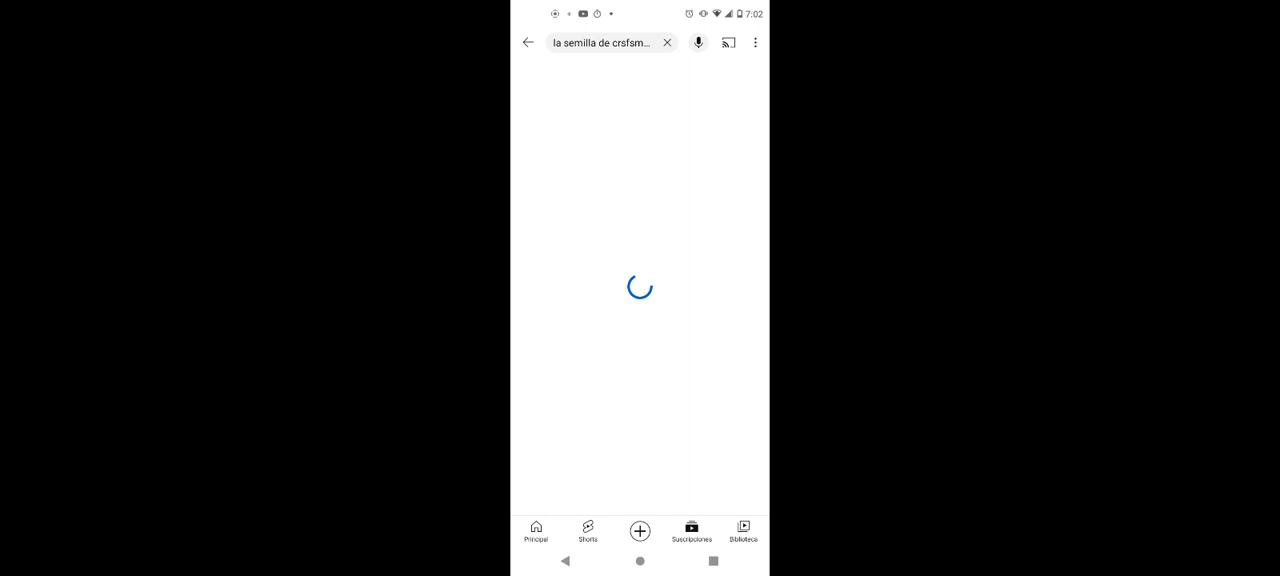 7:02
la semilla de crsfsm...
Principal
Shorts
Suscripciones
Biblioteca